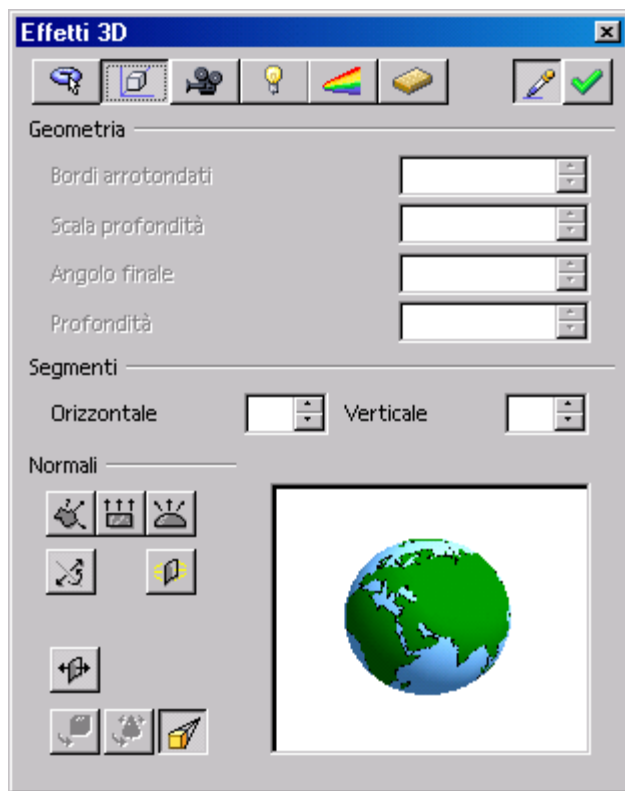 Effetti 3D
Geometria
Bordi arrotondati
Scala profondità
Angolo finale
Profondità
Segmenti
Orizzontale Verticale
Normali